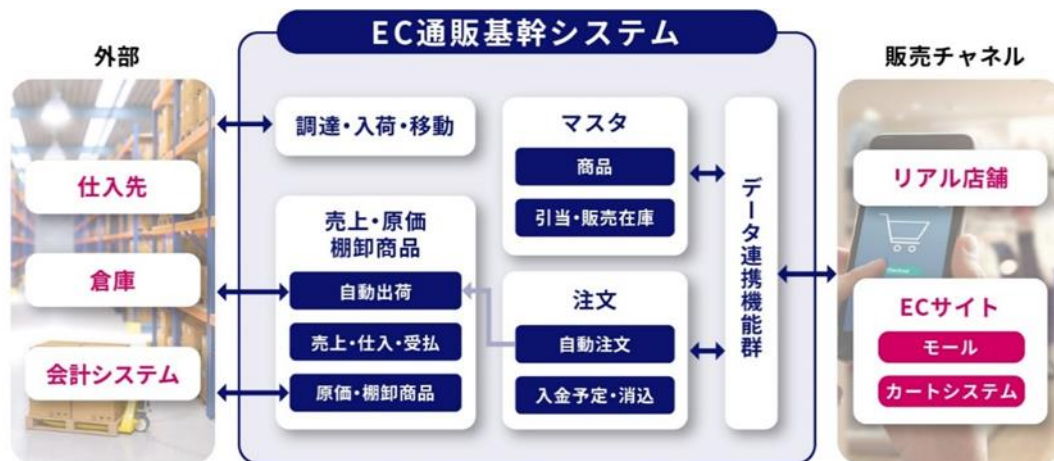 EC通販基幹システム
外部
仕入先
倉庫
会計システム
調達・入荷・移動
売上・原価
棚卸商品
自動出荷
売上・仕入・受払
原価・棚卸商品
マスタ
商品
引当・販売在庫
注文
自動注文
入金予定・消込
データ連携機能群
販売チャネル
リアル店舗
ECサイト
モール
カートシステム